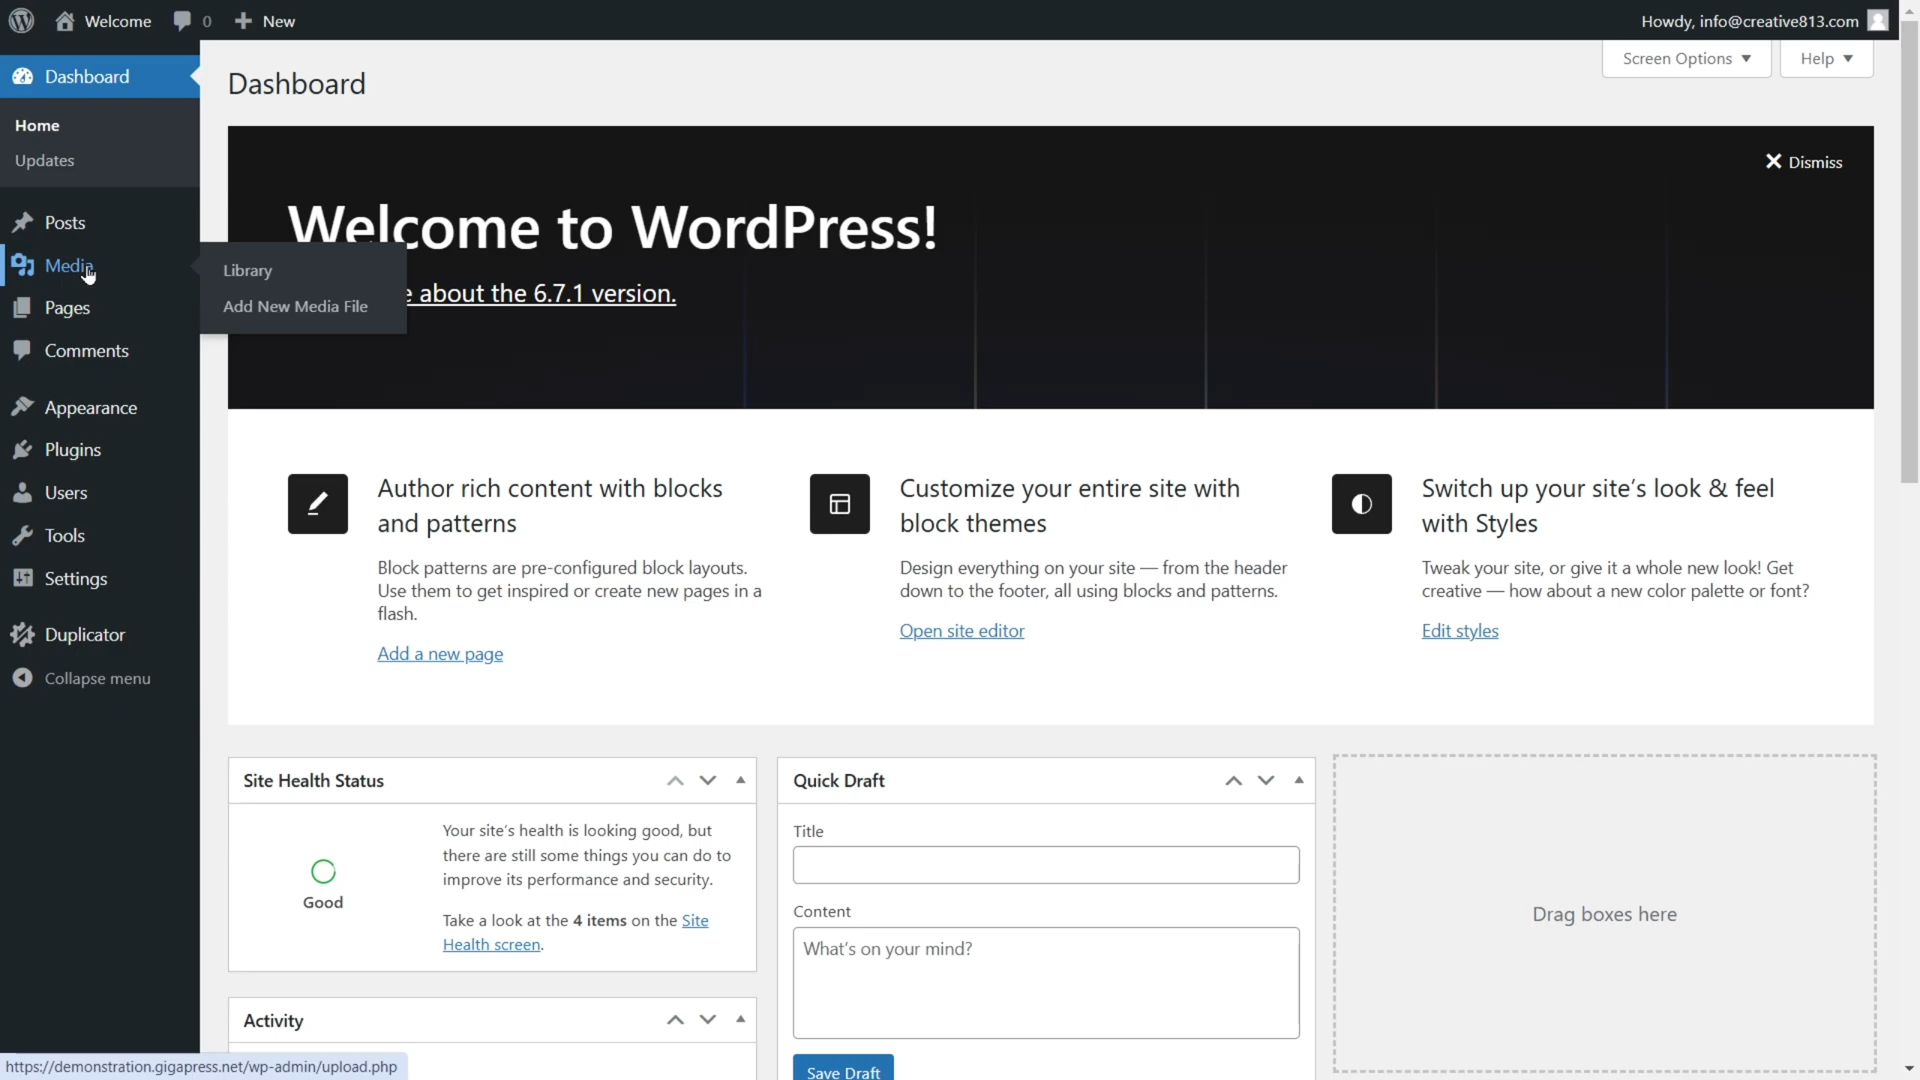 Welcome
0
New
Howdy, info@creative813.com
Screen Options
Help
Dashboard
Home
Updates
Posts
Media
Library
Add New Media File
Pages
Comments
Appearance
Plugins
Users
Tools
Settings
Duplicator
Collapse menu
Dashboard
Dismiss
Welcome to WordPress!
about the 6.7.1 version.
Author rich content with blocks
and patterns
Block patterns are pre-configured block layouts.
Use them to get inspired or create new pages in a
flash.
Add a new page
Customize your entire site with
block themes
Design everything on your site — from the header
down to the footer, all using blocks and patterns.
Open site editor
Switch up your site's look & feel
with Styles
Tweak your site, or give it a whole new look! Get
creative — how about a new color palette or font?
Edit styles
Site Health Status
Good
Your site's health is looking good, but
there are still some things you can do to
improve its performance and security.
Take a look at the 4 items on the Site
Health screen.
Activity
Quick Draft
Title
Content
What's on your mind?
Save Draft
Drag boxes here
https://demonstration.gigapress.net/wp-admin/upload.php